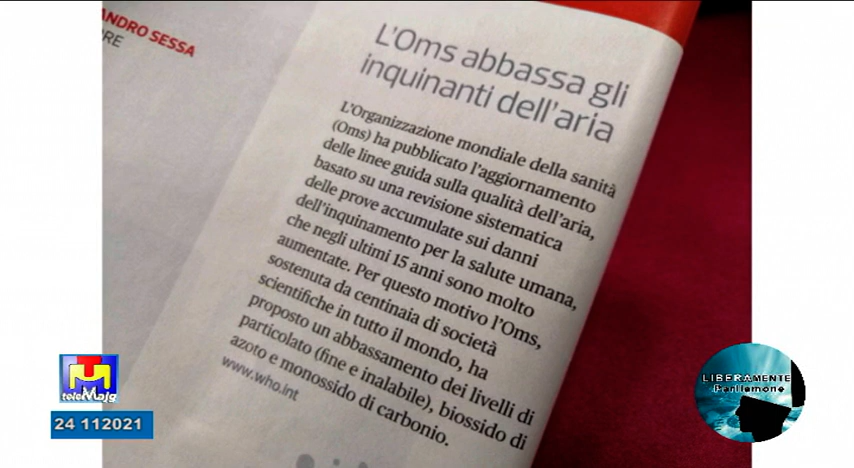 ANDRO SESSA
RE
L'Oms abbassa gli
inquinanti dell'aria
L'Organizzazione mondiale della sanità
(Oms) ha pubblicato l'aggiornamento
delle linee guida sulla qualità dell'aria,
basato su una revisione sistematica
delle prove accumulate sui danni
dell'inquinamento per la salute umana,
che negli ultimi 15 anni sono molto
aumentate. Per questo motivo l'Oms,
sostenuta da centinaia di società
scientifiche in tutto il mondo, ha
proposto un abbassamento dei livelli di
particolato (fine e inalabile), biossido di
azoto e monossido di carbonio.
www.who.int
TM
teleMajg
24 112021
LIBERAMENTE
Parliamone